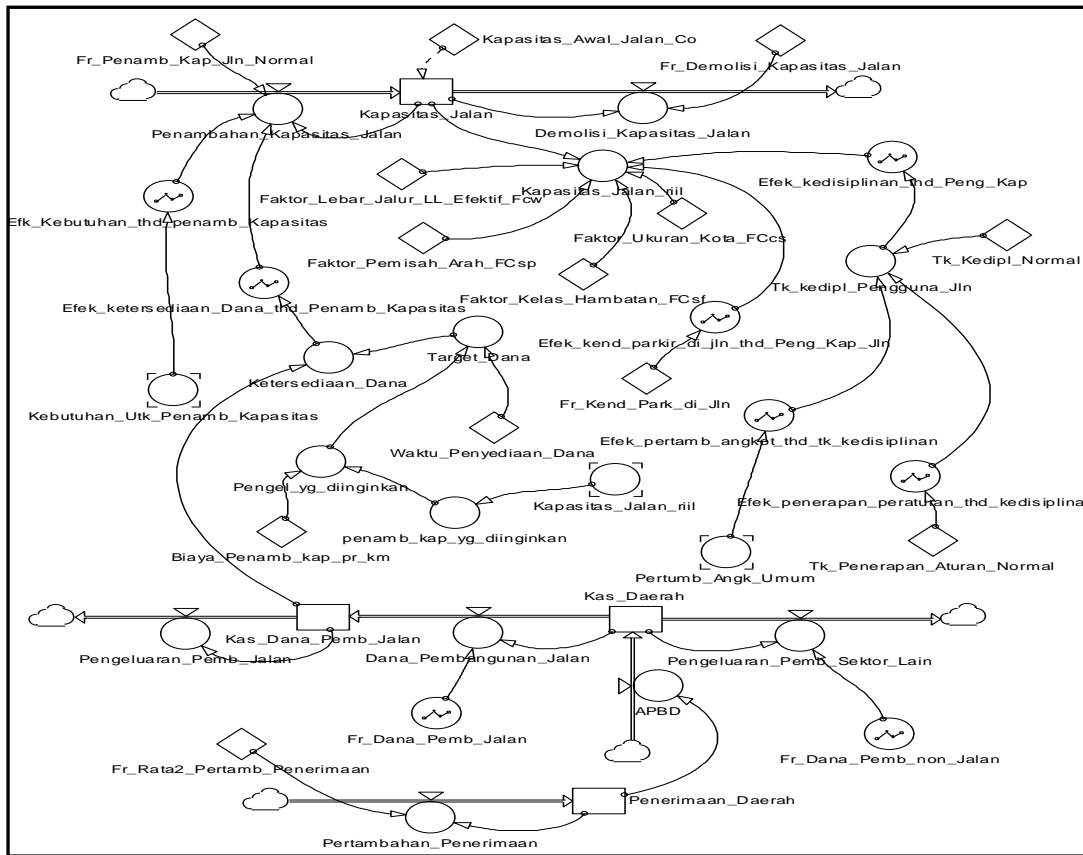 Kapasitas_Awal_Jalan_Co
Fr_Penamb_Kap_Jln_Normal
Fr_Demolisi_Kapasitas_Jalan
Kapasitas_Jalan
Penambahan_Kapasitas_Jalan
Demolisi_Kapasitas_Jalan
Efek_kedisiplinan_thd_Peng_Kap
Kapasitas_Jalan_riil
Faktor_Lebar_Jalur_LL_Efektif_Fcw
Efk_Kebutuhan_thd_penamb_Kapasitas
Faktor_Ukuran_Kota_FCcs
Faktor_Pemisah_Arah_FCsp
Tk_Kedipl_Normal
Tk_kedipl_Pengguna_Jln
Faktor_Kelas_Hambatan_FCsf
Efek_ketersediaan_Dana_thd_Penamb_Kapasitas
Efek_kend_parkir_di_jln_thd_Peng_Kap_Jln
Target_Dana
Ketersediaan_Dana
Fr_Kend_Park_di_Jln
Kebutuhan_Utk_Penamb_Kapasitas
Efek_pertamb_angkot_thd_tk_kedisiplinan
Waktu_Penyediaan_Dana
Pengel_yg_diinginkan
Kapasitas_Jalan_riil
Efek_penerapan_peraturan_thd_kedisiplina
penamb_kap_yg_diinginkan
Biaya_Penamb_kap_pr_km
Tk_Penerapan_Aturan_Normal
Pertumb_Angk_Umum
Kas_Daerah
Kas_Dana_Pemb_Jalan
Pengeluaran_Pemb_Jalan
Dana_Pembangunan_Jalan
Pengeluaran_Pemb_Sektor_Lain
APBD
Fr_Dana_Pemb_Jalan
Fr_Dana_Pemb_non_Jalan
Fr_Rata2_Pertamb_Penerimaan
Penerimaan_Daerah
Pertambahan_Penerimaan